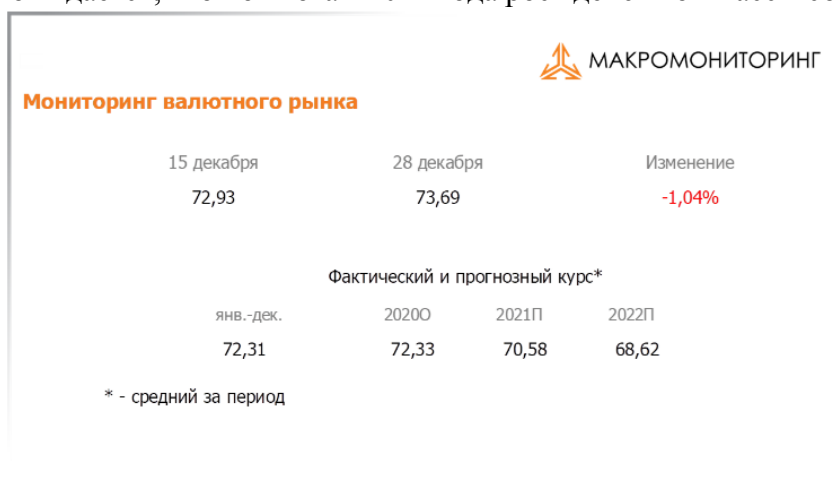 МАКРОМОНИТОРИНГ
Мониторинг валютного рынка
15 декабря 28 декабря Изменение
72,93 73,69 -1,04%
Фактический и прогнозный курс*
янв.-дек. 2020О 2021П 2022П
72,31 72,33 70,58 68,62
* - средний за период